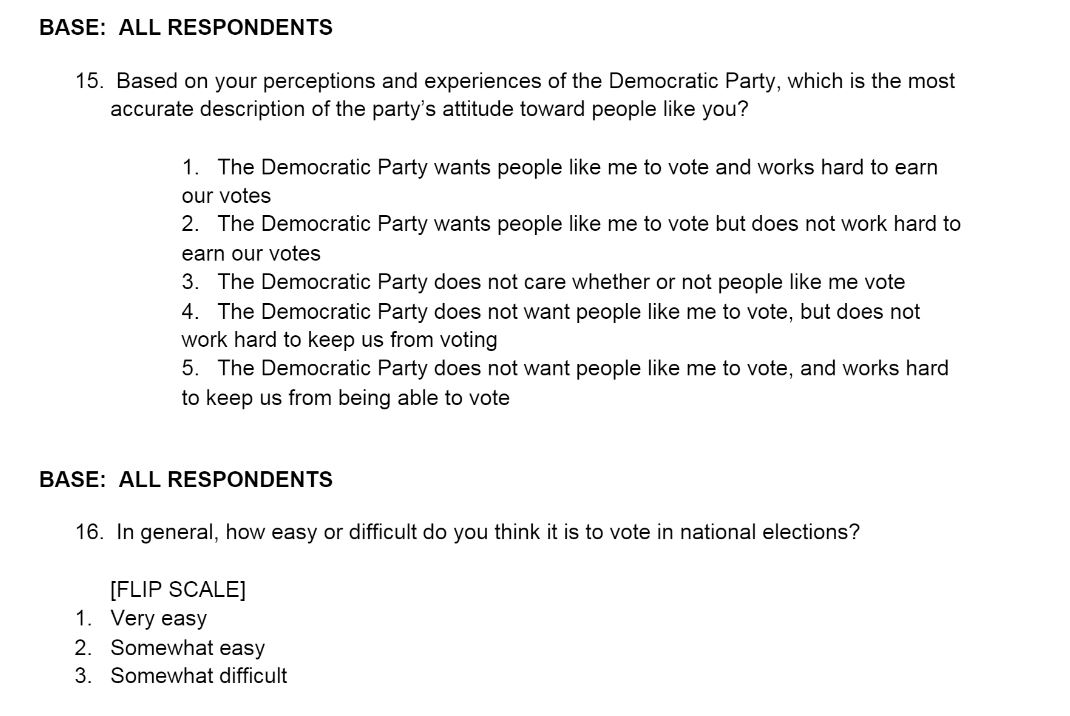 BASE:  ALL RESPONDENTS
15.  Based on your perceptions and experiences of the Democratic Party, which is the most
accurate description of the party’s attitude toward people like you?
1.   The Democratic Party wants people like me to vote and works hard to earn
our votes
2.   The Democratic Party wants people like me to vote but does not work hard to
earn our votes
3.   The Democratic Party does not care whether or not people like me vote
4.   The Democratic Party does not want people like me to vote, but does not
work hard to keep us from voting
5.   The Democratic Party does not want people like me to vote, and works hard
to keep us from being able to vote
BASE:  ALL RESPONDENTS
16.  In general, how easy or difficult do you think it is to vote in national elections?
[FLIP SCALE]
1.   Very easy
2.   Somewhat easy
3.   Somewhat difficult